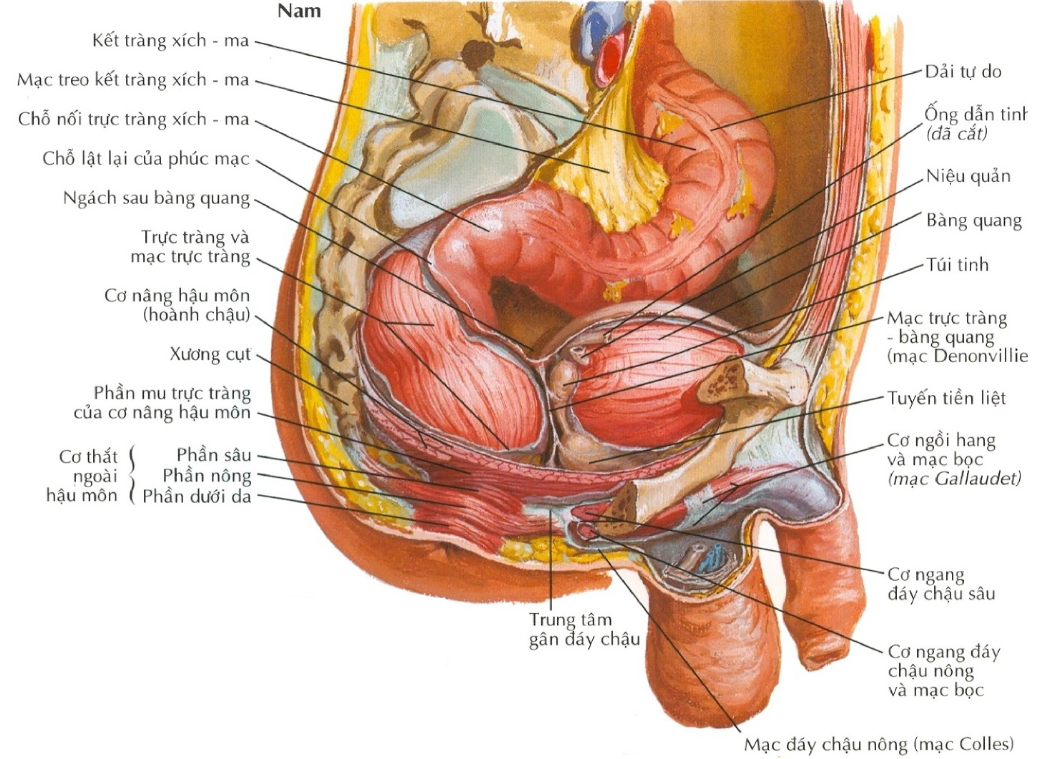 Nam
Kết tràng xích - ma
Mạc treo kết tràng xích - ma
Chỗ nối trực tràng xích - ma
Chỗ lật lại của phúc mạc
Ngách sau bàng quang
Trực tràng và
mạc trực tràng
Cơ nâng hậu môn
(hoành chậu)
Xương cụt
Phần mu trực tràng
của cơ nâng hậu môn
Cơ thắt
ngoài
hậu môn
Phần sâu
Phần nông
Phần dưới da
Trung tâm
gân đáy chậu
Dải tự do
Ống dẫn tinh
(đã cắt)
Niệu quản
Bàng quang
Túi tinh
Mạc trực tràng
- bàng quang
(mạc Denonvillie
Tuyến tiền liệt
Cơ ngồi hang
và mạc bọc
(mạc Gallaudet)
Cơ ngang
đáy chậu sâu
Cơ ngang đáy
chậu nông
và mạc bọc
Mạc đáy chậu nông (mạc Colles)